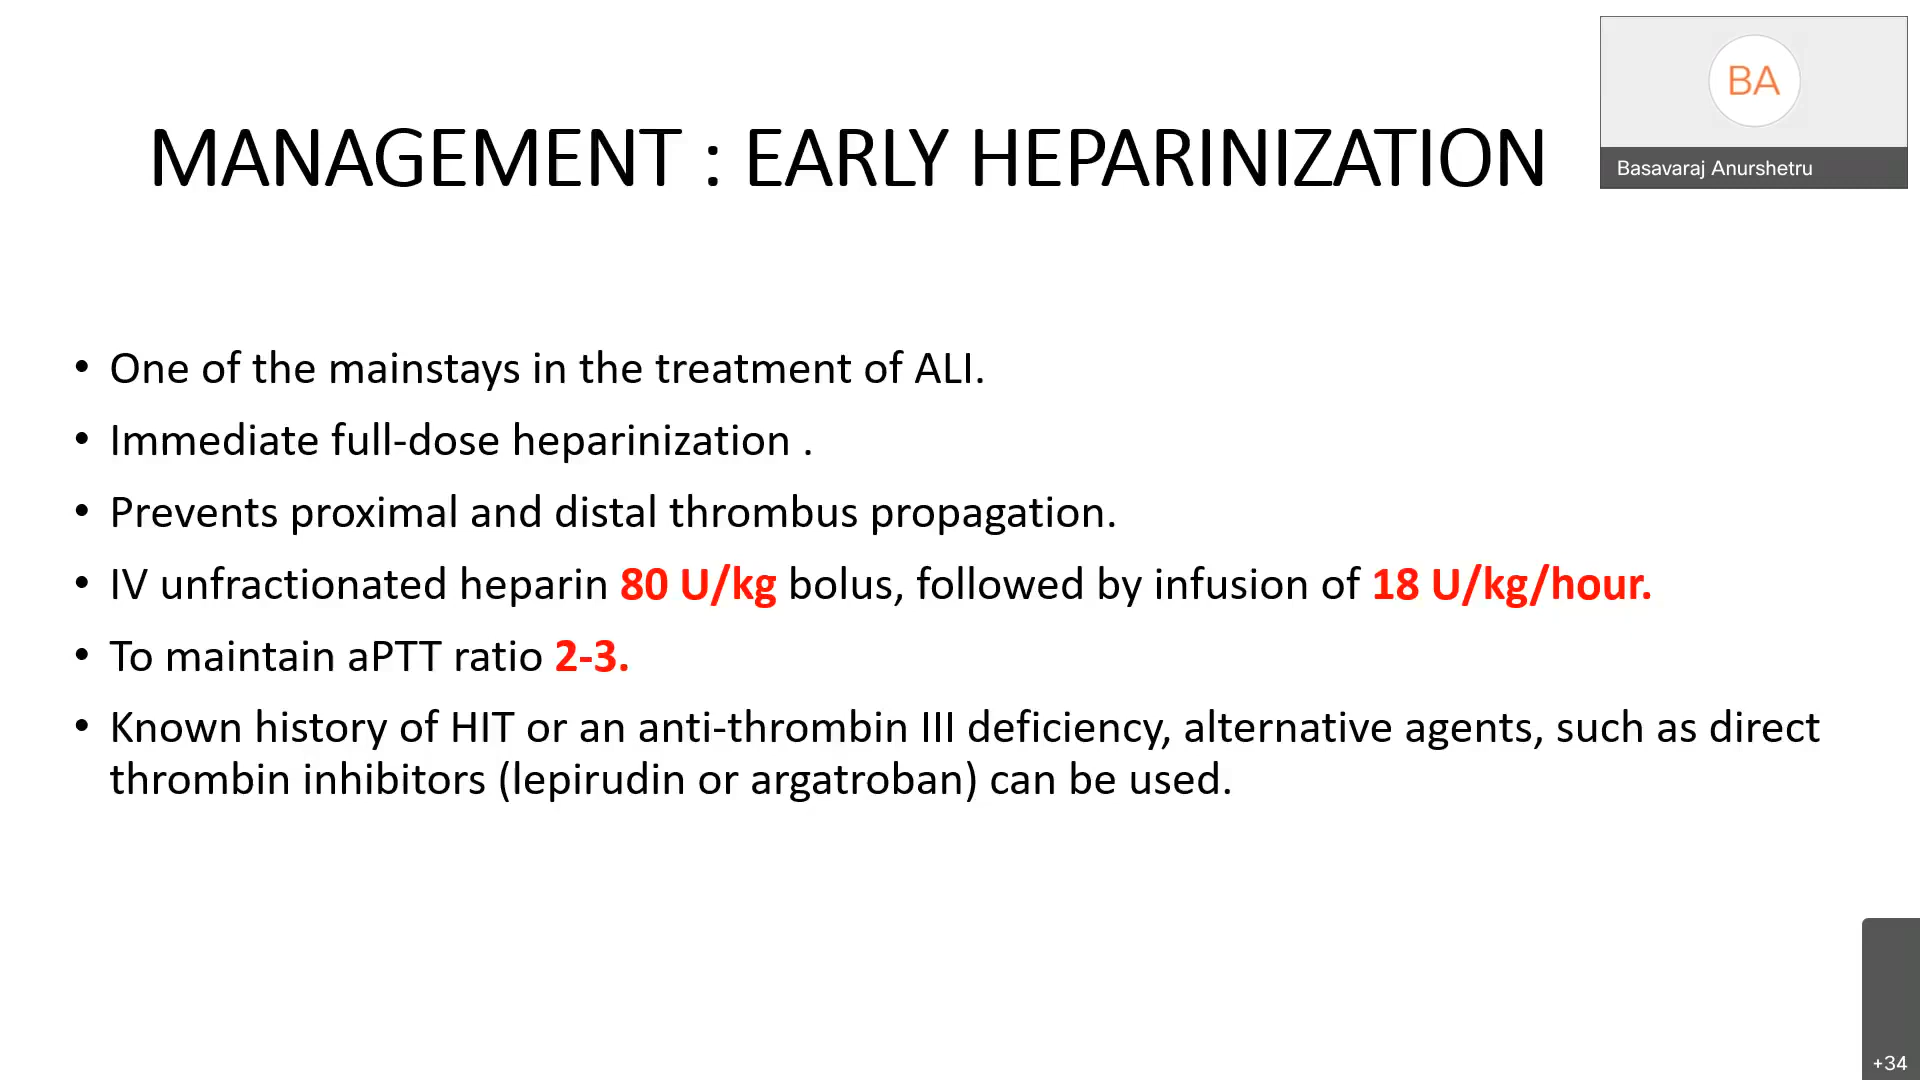 BA
Basavaraj Anurshetru
MANAGEMENT : EARLY HEPARINIZATION
• One of the mainstays in the treatment of ALI.
• Immediate full-dose heparinization .
• Prevents proximal and distal thrombus propagation.
• IV unfractionated heparin 80 U/kg bolus, followed by infusion of 18 U/kg/hour.
• To maintain aPTT ratio 2-3.
• Known history of HIT or an anti-thrombin III deficiency, alternative agents, such as direct
thrombin inhibitors (lepirudin or argatroban) can be used.
+34